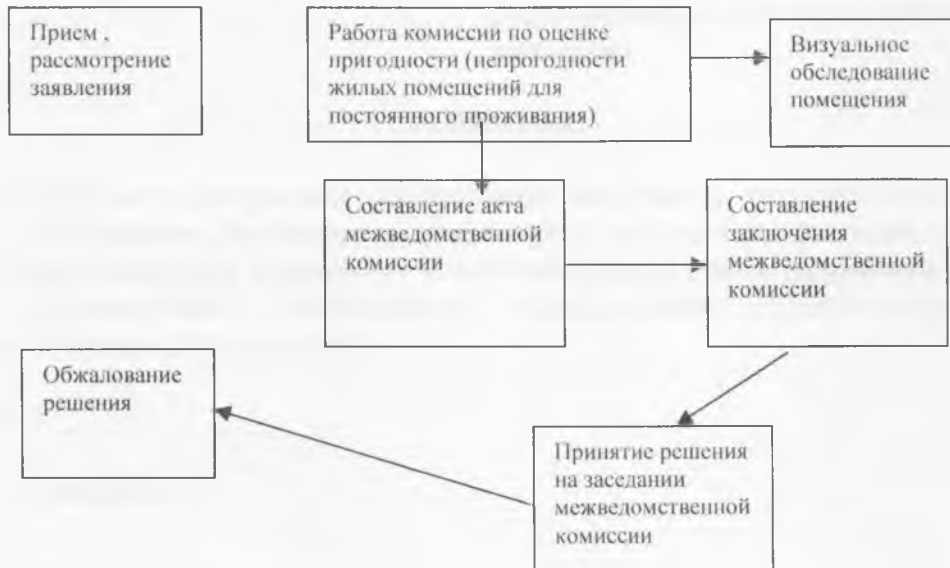 Прием ,
рассмотрение
заявления
Работа комиссии по оценке
пригодности (непрогодности
жилых помещений для
постоянного проживания)
Визуальное
обследование
помещения
Составление акта
межведомственной
комиссии
Составление
заключения
межведомственной
комиссии
Обжалование
решения
Принятие решения
на заседании
межведомственной
комиссии